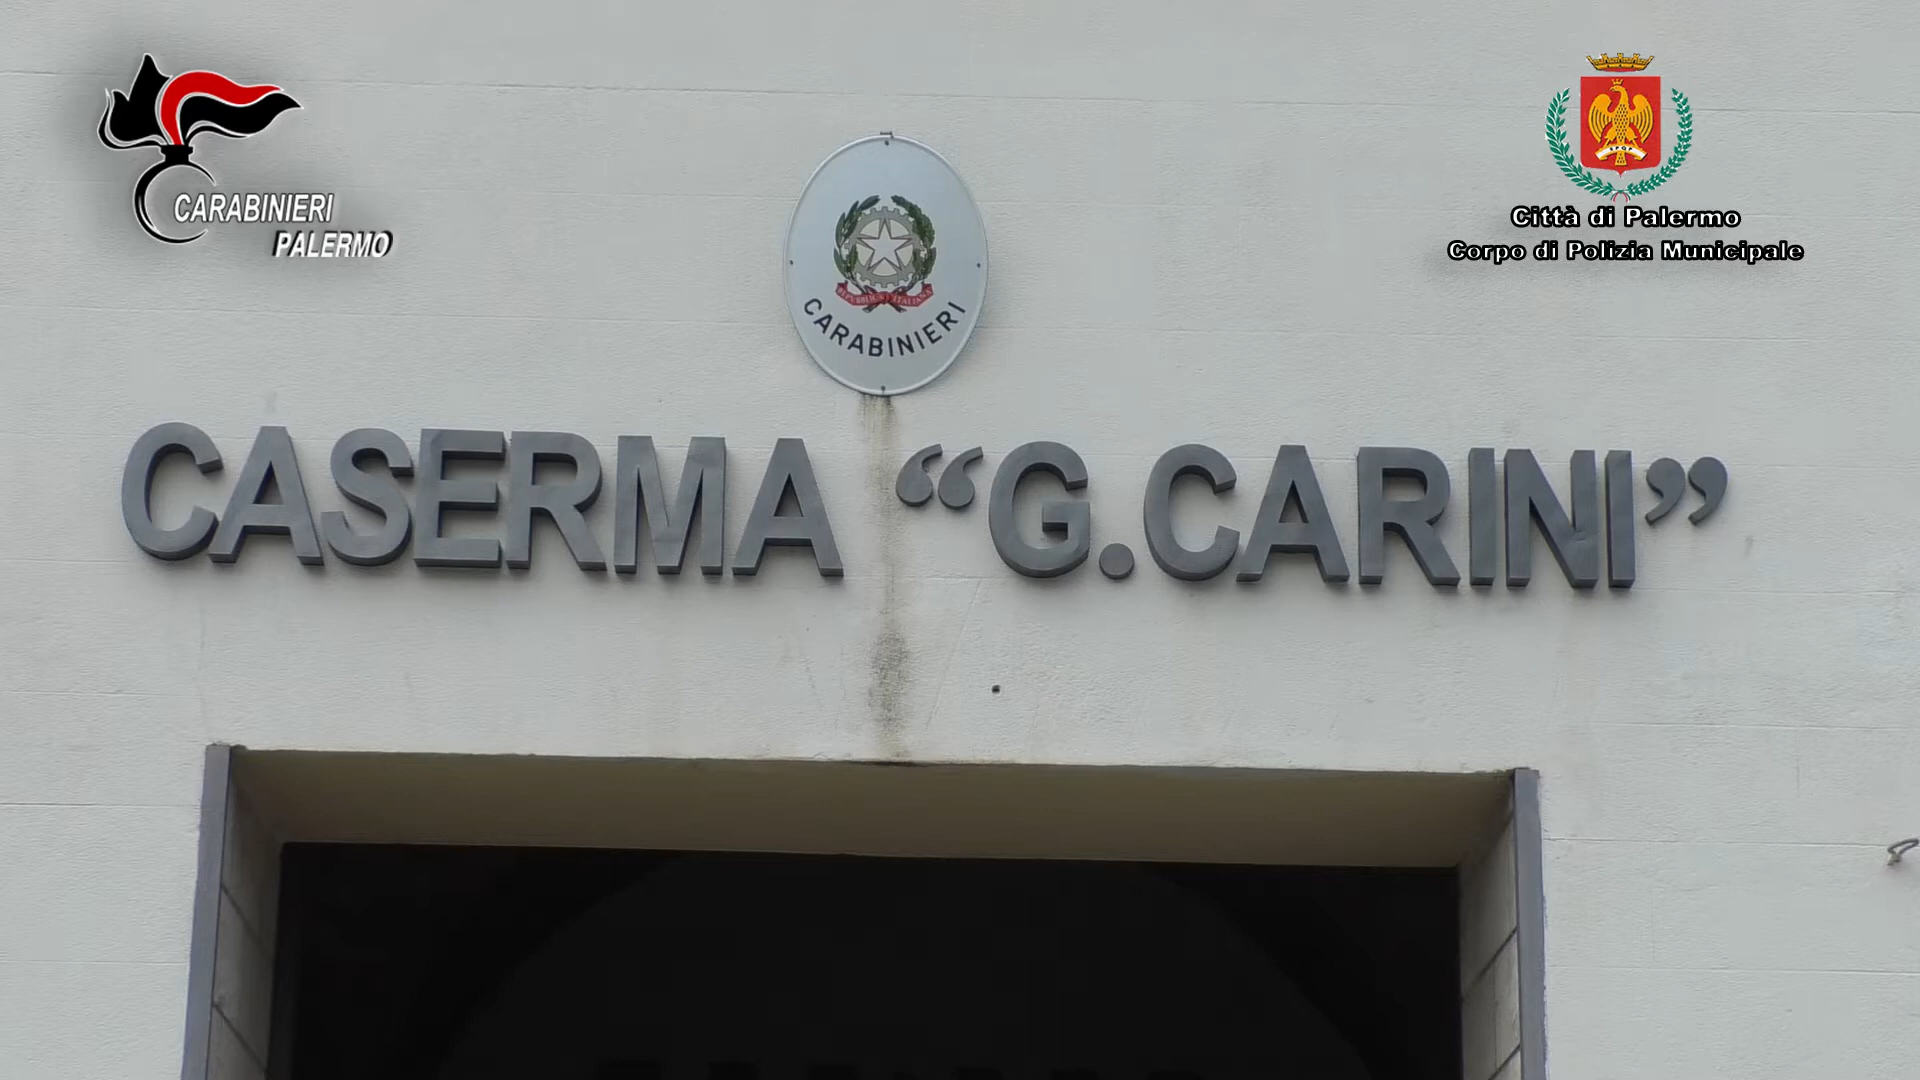 CARABINIERI
PALERMO
Città di Palermo
Corpo di Polizia Municipale
REPUBBLICA ITALIANA
CARABINIERI
CASERMA “G.CARINI”